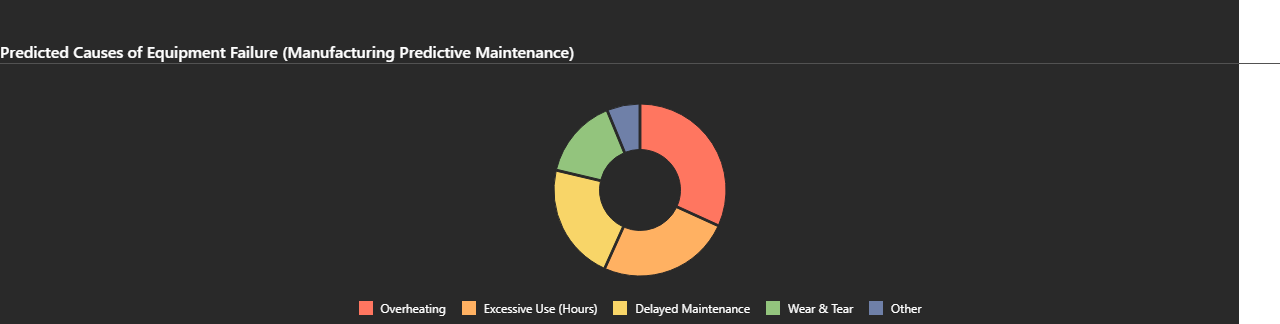 Predicted Causes of Equipment Failure (Manufacturing Predictive Maintenance)
Overheating Excessive Use (Hours) Delayed Maintenance Wear & Tear Other